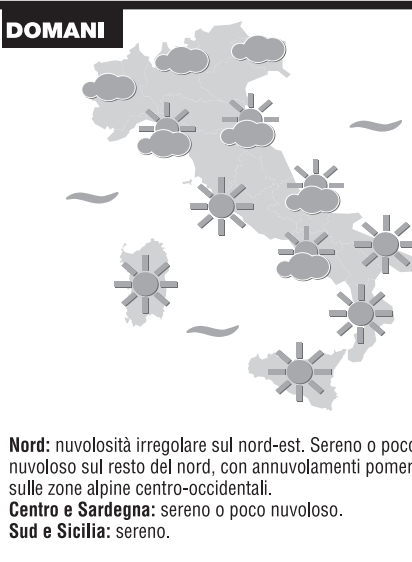 DOMANI
Nord: nuvolosità irregolare sul nord-est. Sereno o poco
nuvoloso sul resto del nord, con annuvolamenti pomer
sulle zone alpine centro-occidentali.
Centro e Sardegna: sereno o poco nuvoloso.
Sud e Sicilia: sereno.